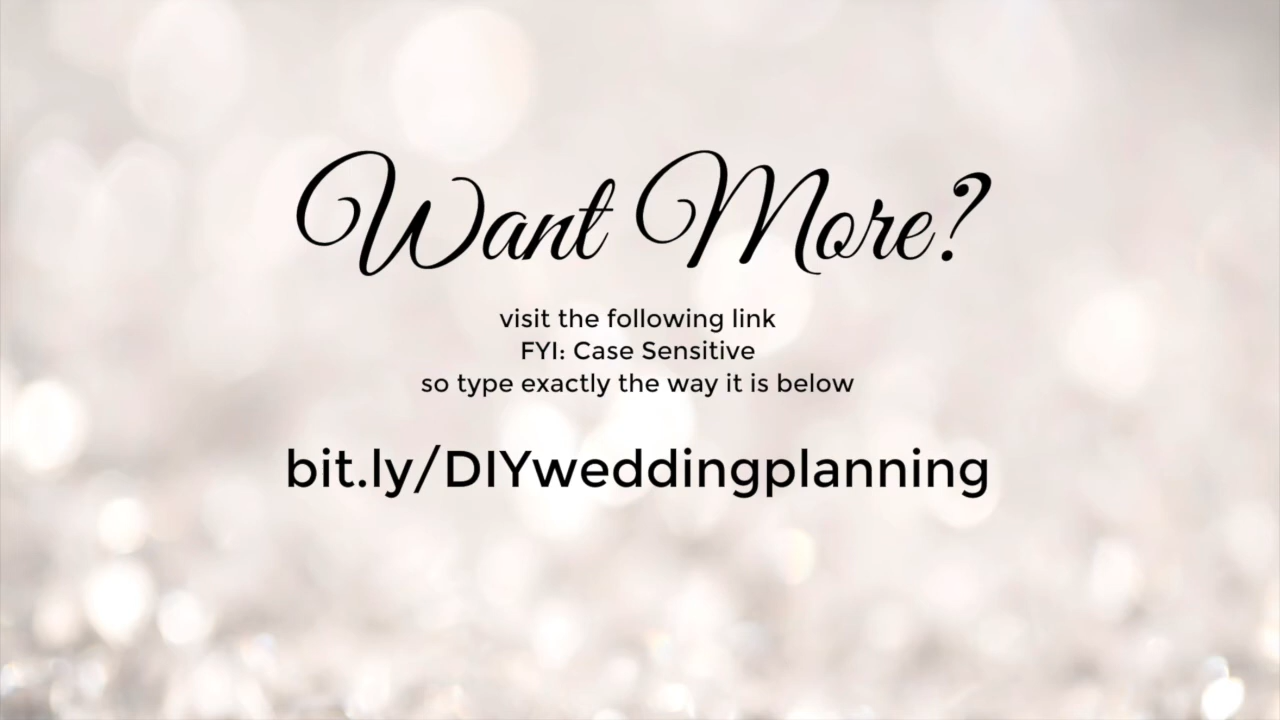 Want More?
visit the following link
FYI: Case Sensitive
so type exactly the way it is below
bit.ly/DIYweddingplanning